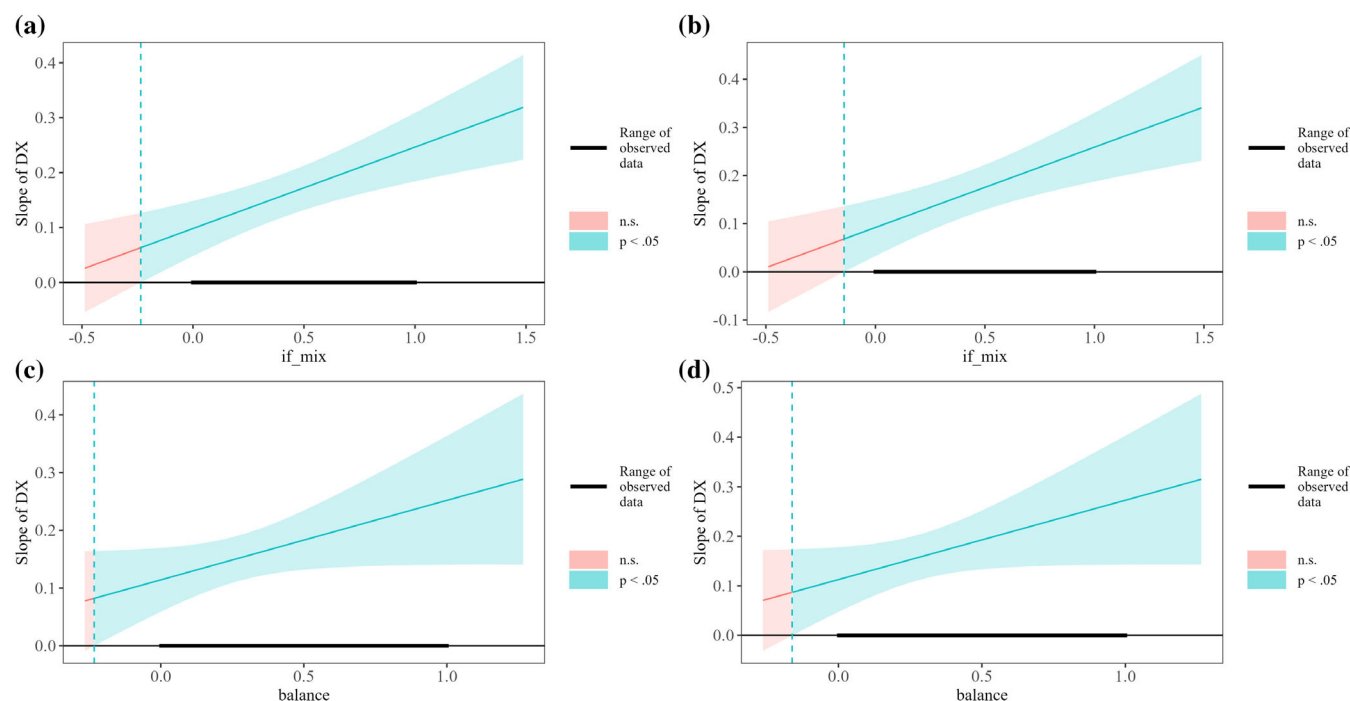 (a)
Slope of DX
0.4
0.3
0.2
0.1
0.0
-0.5
0.0
0.5
1.0
1.5
if_mix
Range of
observed
data
n.s.
p < .05
(b)
Slope of DX
0.4
0.3
0.2
0.1
0.0
-0.1
-0.5
0.0
0.5
1.0
1.5
if_mix
Range of
observed
data
n.s.
p < .05
(c)
Slope of DX
0.4
0.3
0.2
0.1
0.0
0.0
0.5
1.0
balance
Range of
observed
data
n.s.
p < .05
(d)
Slope of DX
0.5
0.4
0.3
0.2
0.1
0.0
0.0
0.5
1.0
balance
Range of
observed
data
n.s.
p < .05